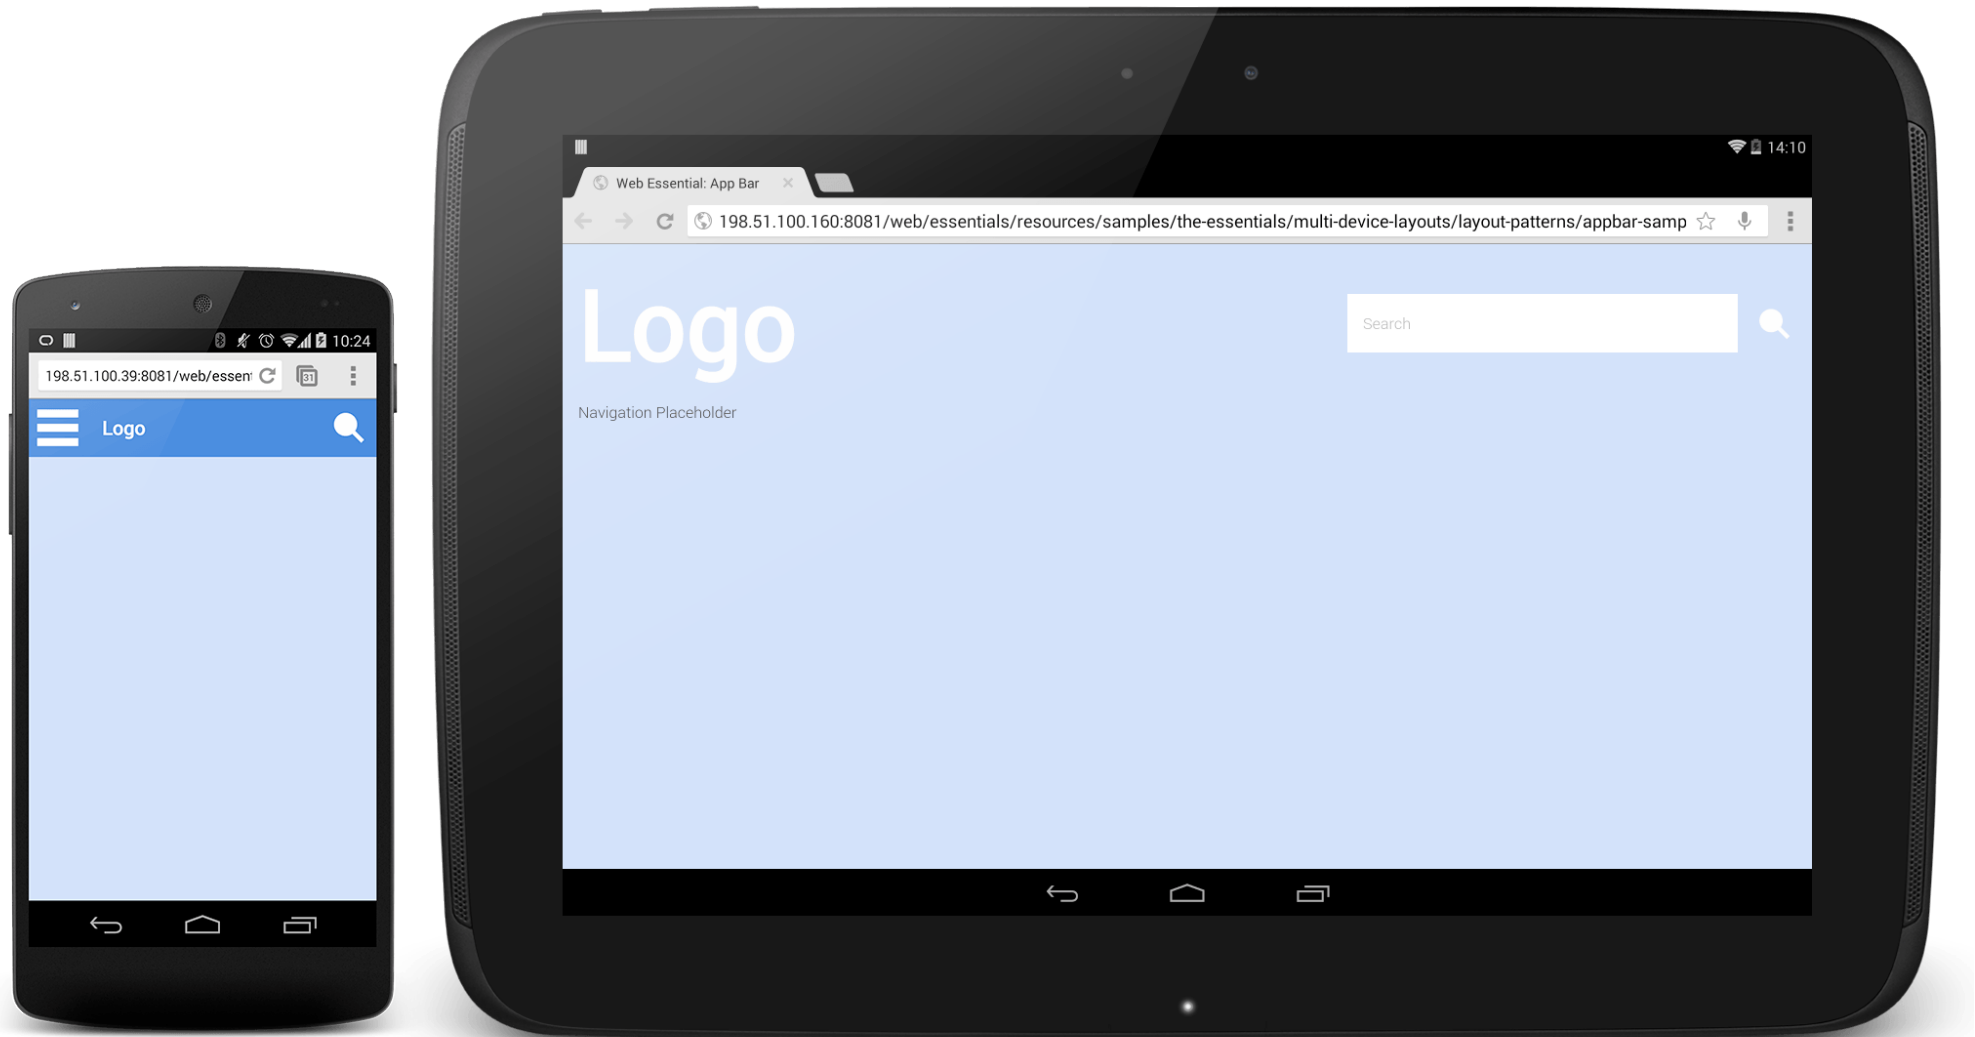 10:24
198.51.100.39:8081/web/essen
31
Logo
14:10
Web Essential: App Bar
198.51.100.160:8081/web/essentials/resources/samples/the-essentials/multi-device-layouts/layout-patterns/appbar-samp
Logo
Search
Navigation Placeholder